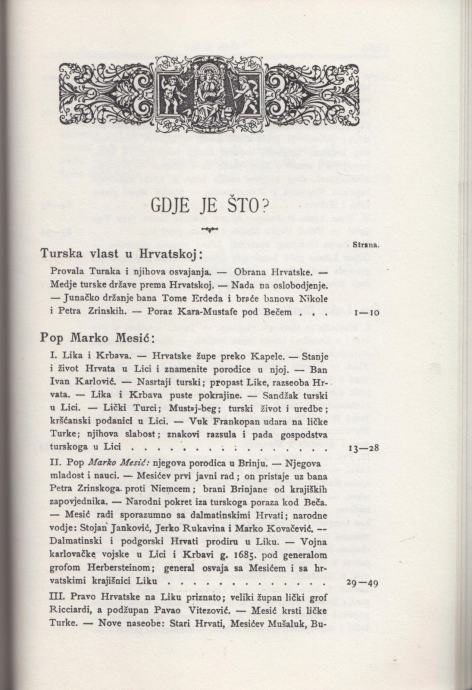 GDJE JE ŠTO?
Strana.
Turska vlast u Hrvatskoj:
Provala Turaka i njihova osvajanja. — Obrana Hrvatske. —
Medje turske države prema Hrvatskoj. — Nada na oslobodjenje.
— Junačko držanje bana Tome Erdeda i braće banova Nikole
i Petra Zrinskih. — Poraz Kara-Mustafe pod Bečem . . . 1—10
Pop Marko Mesić:
I. Lika i Krbava. — Hrvatske župe preko Kapele. — Stanje
i život Hrvata u Lici i znamenite porodice u njoj. — Ban
Ivan Karlović. — Nasrtaji turski; propast Like, razseoba Hr-
vata. — Lika i Krbava puste pokrajine. — Sandžak turski
u Lici. — Lički Turci; Mustaj-beg; turski život i uredbe;
kršćanski podanici u Lici. — Vuk Frankopan udara na ličke
Turke; njihova slabost; znakovi razsula i pada gospodstva
turskoga u Lici . . . . . . . . . . . . . . 13—28
II. Pop Marko Mesić: njegova porodica u Brinju. — Njegova
mladost i nauci. — Mesićev prvi javni rad; on pristaje uz bana
Petra Zrinskoga proti Niemcem; brani Brinjane od krajiških
zapovjednika. — Narodni pokret iza turskoga poraza kod Beča.
— Mesić radi sporazumno sa dalmatinskimi Hrvati; narodne
vodje: Stojan Janković, Jerko Rukavina i Marko Kovačević, —
Dalmatinski i podgorski Hrvati prodiru u Liku. — Vojna
karlovačke vojske u Lici i Krbavi g. 1685. pod generalom
grofom Herbersteinom; general osvaja sa Mesićem i sa hr-
vatskimi krajišnici Liku . . . . . . . . . . . . 29—49
III. Pravo Hrvatske na Liku priznato; veliki župan lički grof
Ricciardi, a podžupan Pavao Vitezović. — Mesić krsti ličke
Turke. — Nove naseobe: Stari Hrvati, Mesićev Mušaluk, Bu-